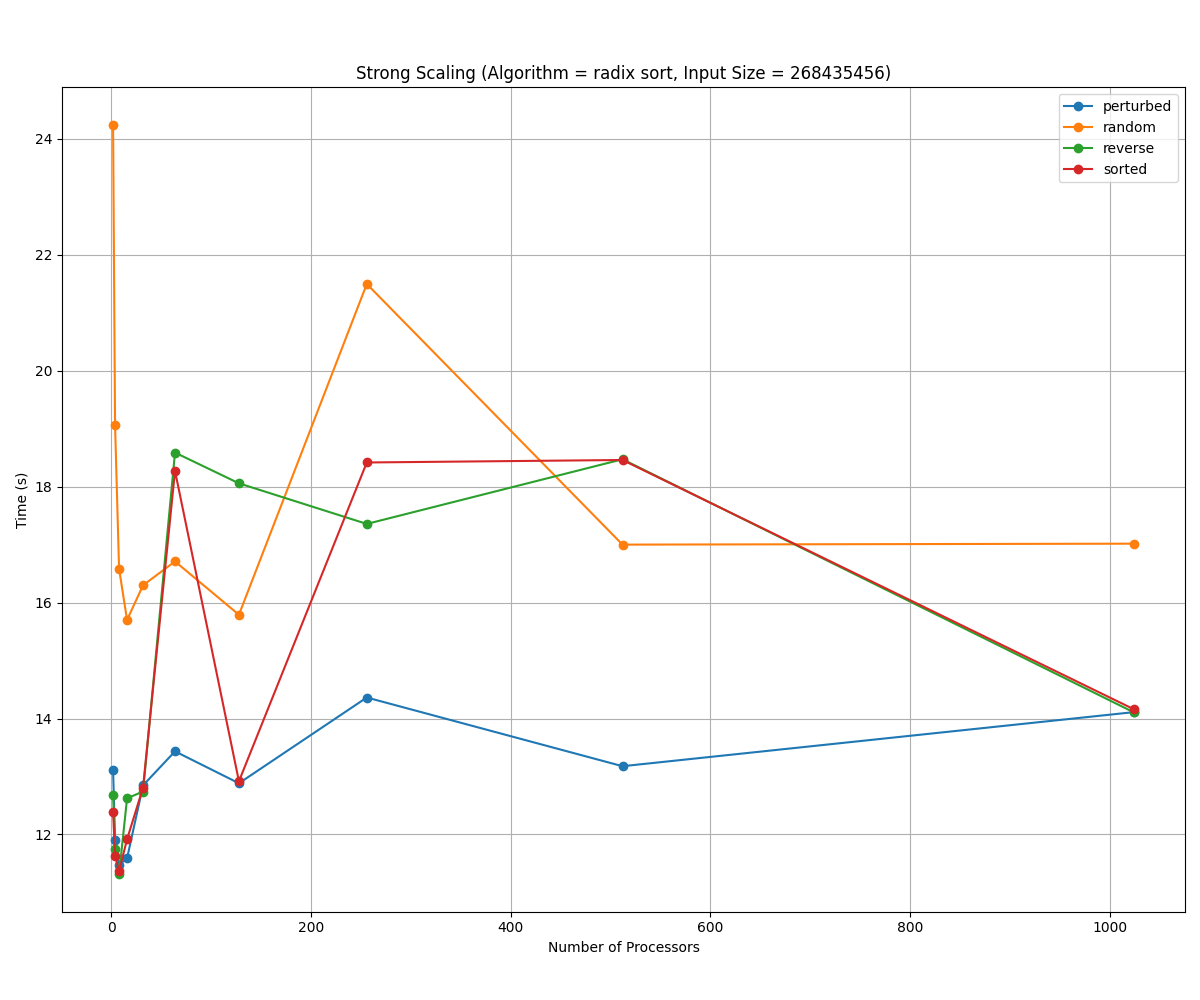 Strong Scaling (Algorithm = radix sort, Input Size = 268435456)
perturbed
random
reverse
sorted
24
22
20
18
16
14
12
Time (s)
0 200 400 600 800 1000
Number of Processors